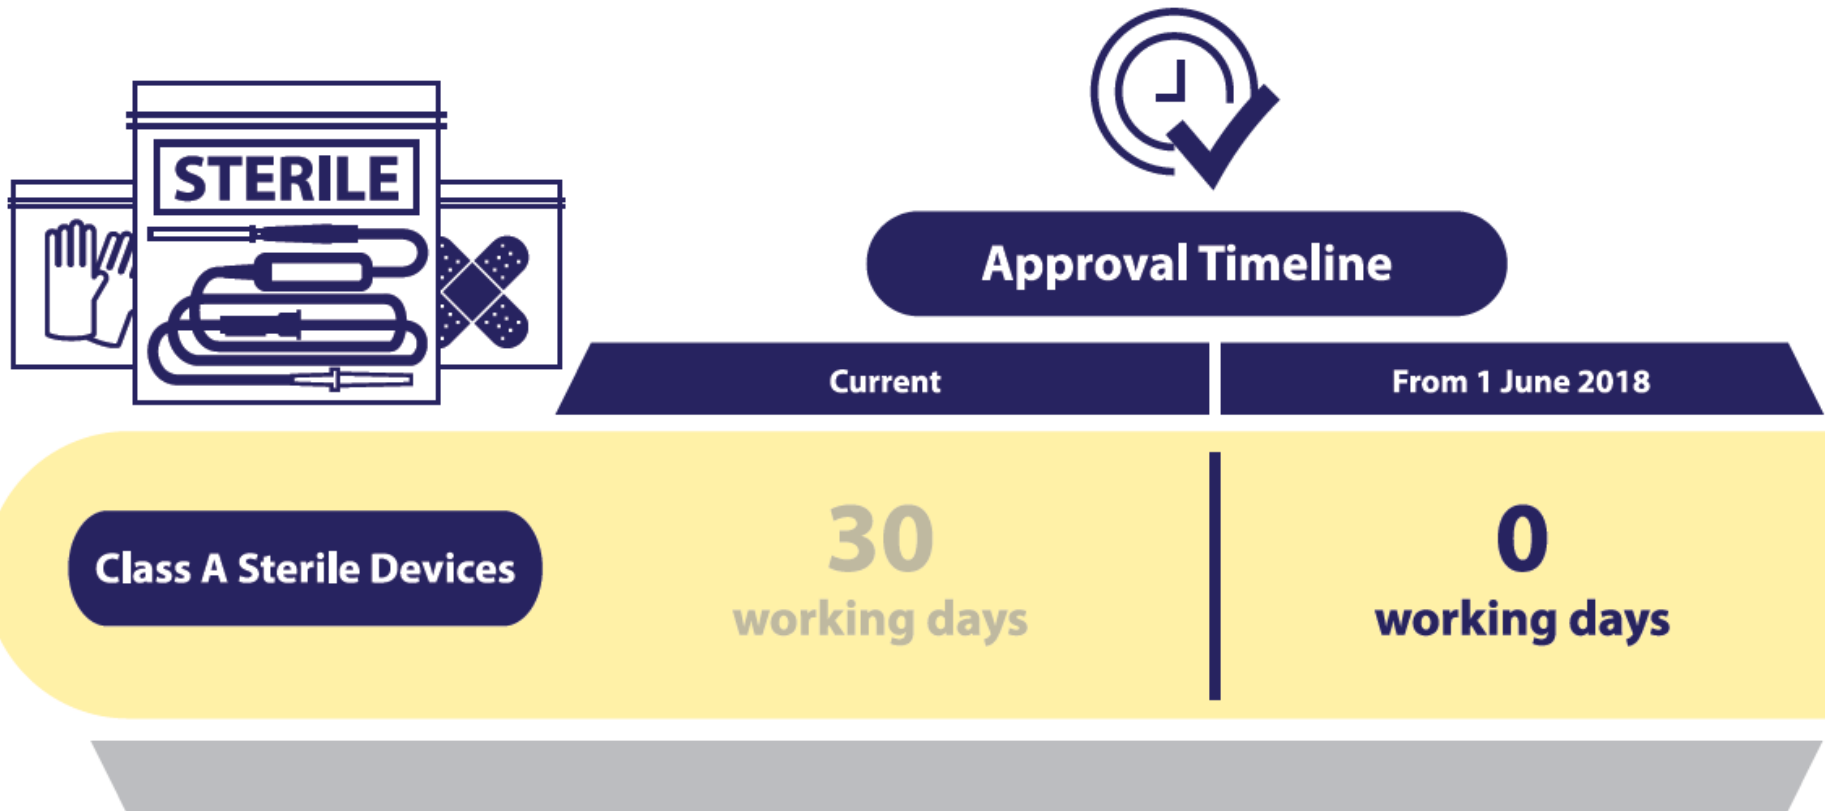 STERILE
Approval Timeline
Current
From 1 June 2018
Class A Sterile Devices
30
working days
0
working days